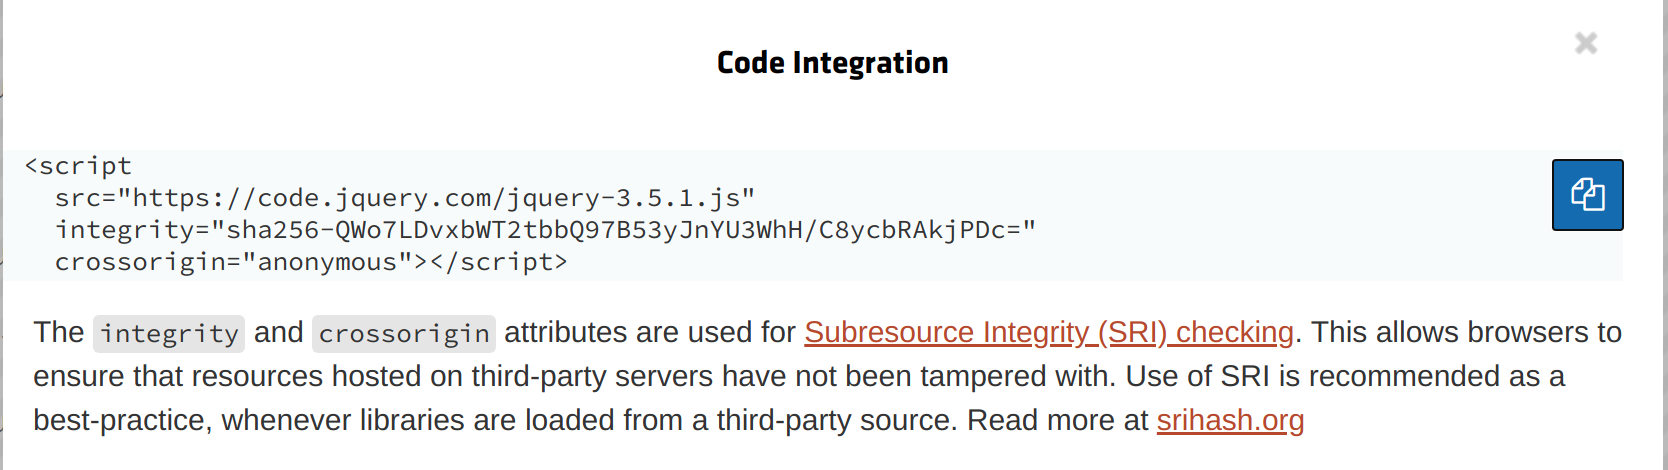 Code Integration
<script
src="https://code.jquery.com/jquery-3.5.1.js"
integrity="sha256-QWo7LDvxbWT2tbbQ97B53yJnYU3WhH/C8ycbRAkjPDc="
crossorigin="anonymous"></script>
The integrity and crossorigin attributes are used for Subresource Integrity (SRI) checking. This allows browsers to
ensure that resources hosted on third-party servers have not been tampered with. Use of SRI is recommended as a
best-practice, whenever libraries are loaded from a third-party source. Read more at srihash.org